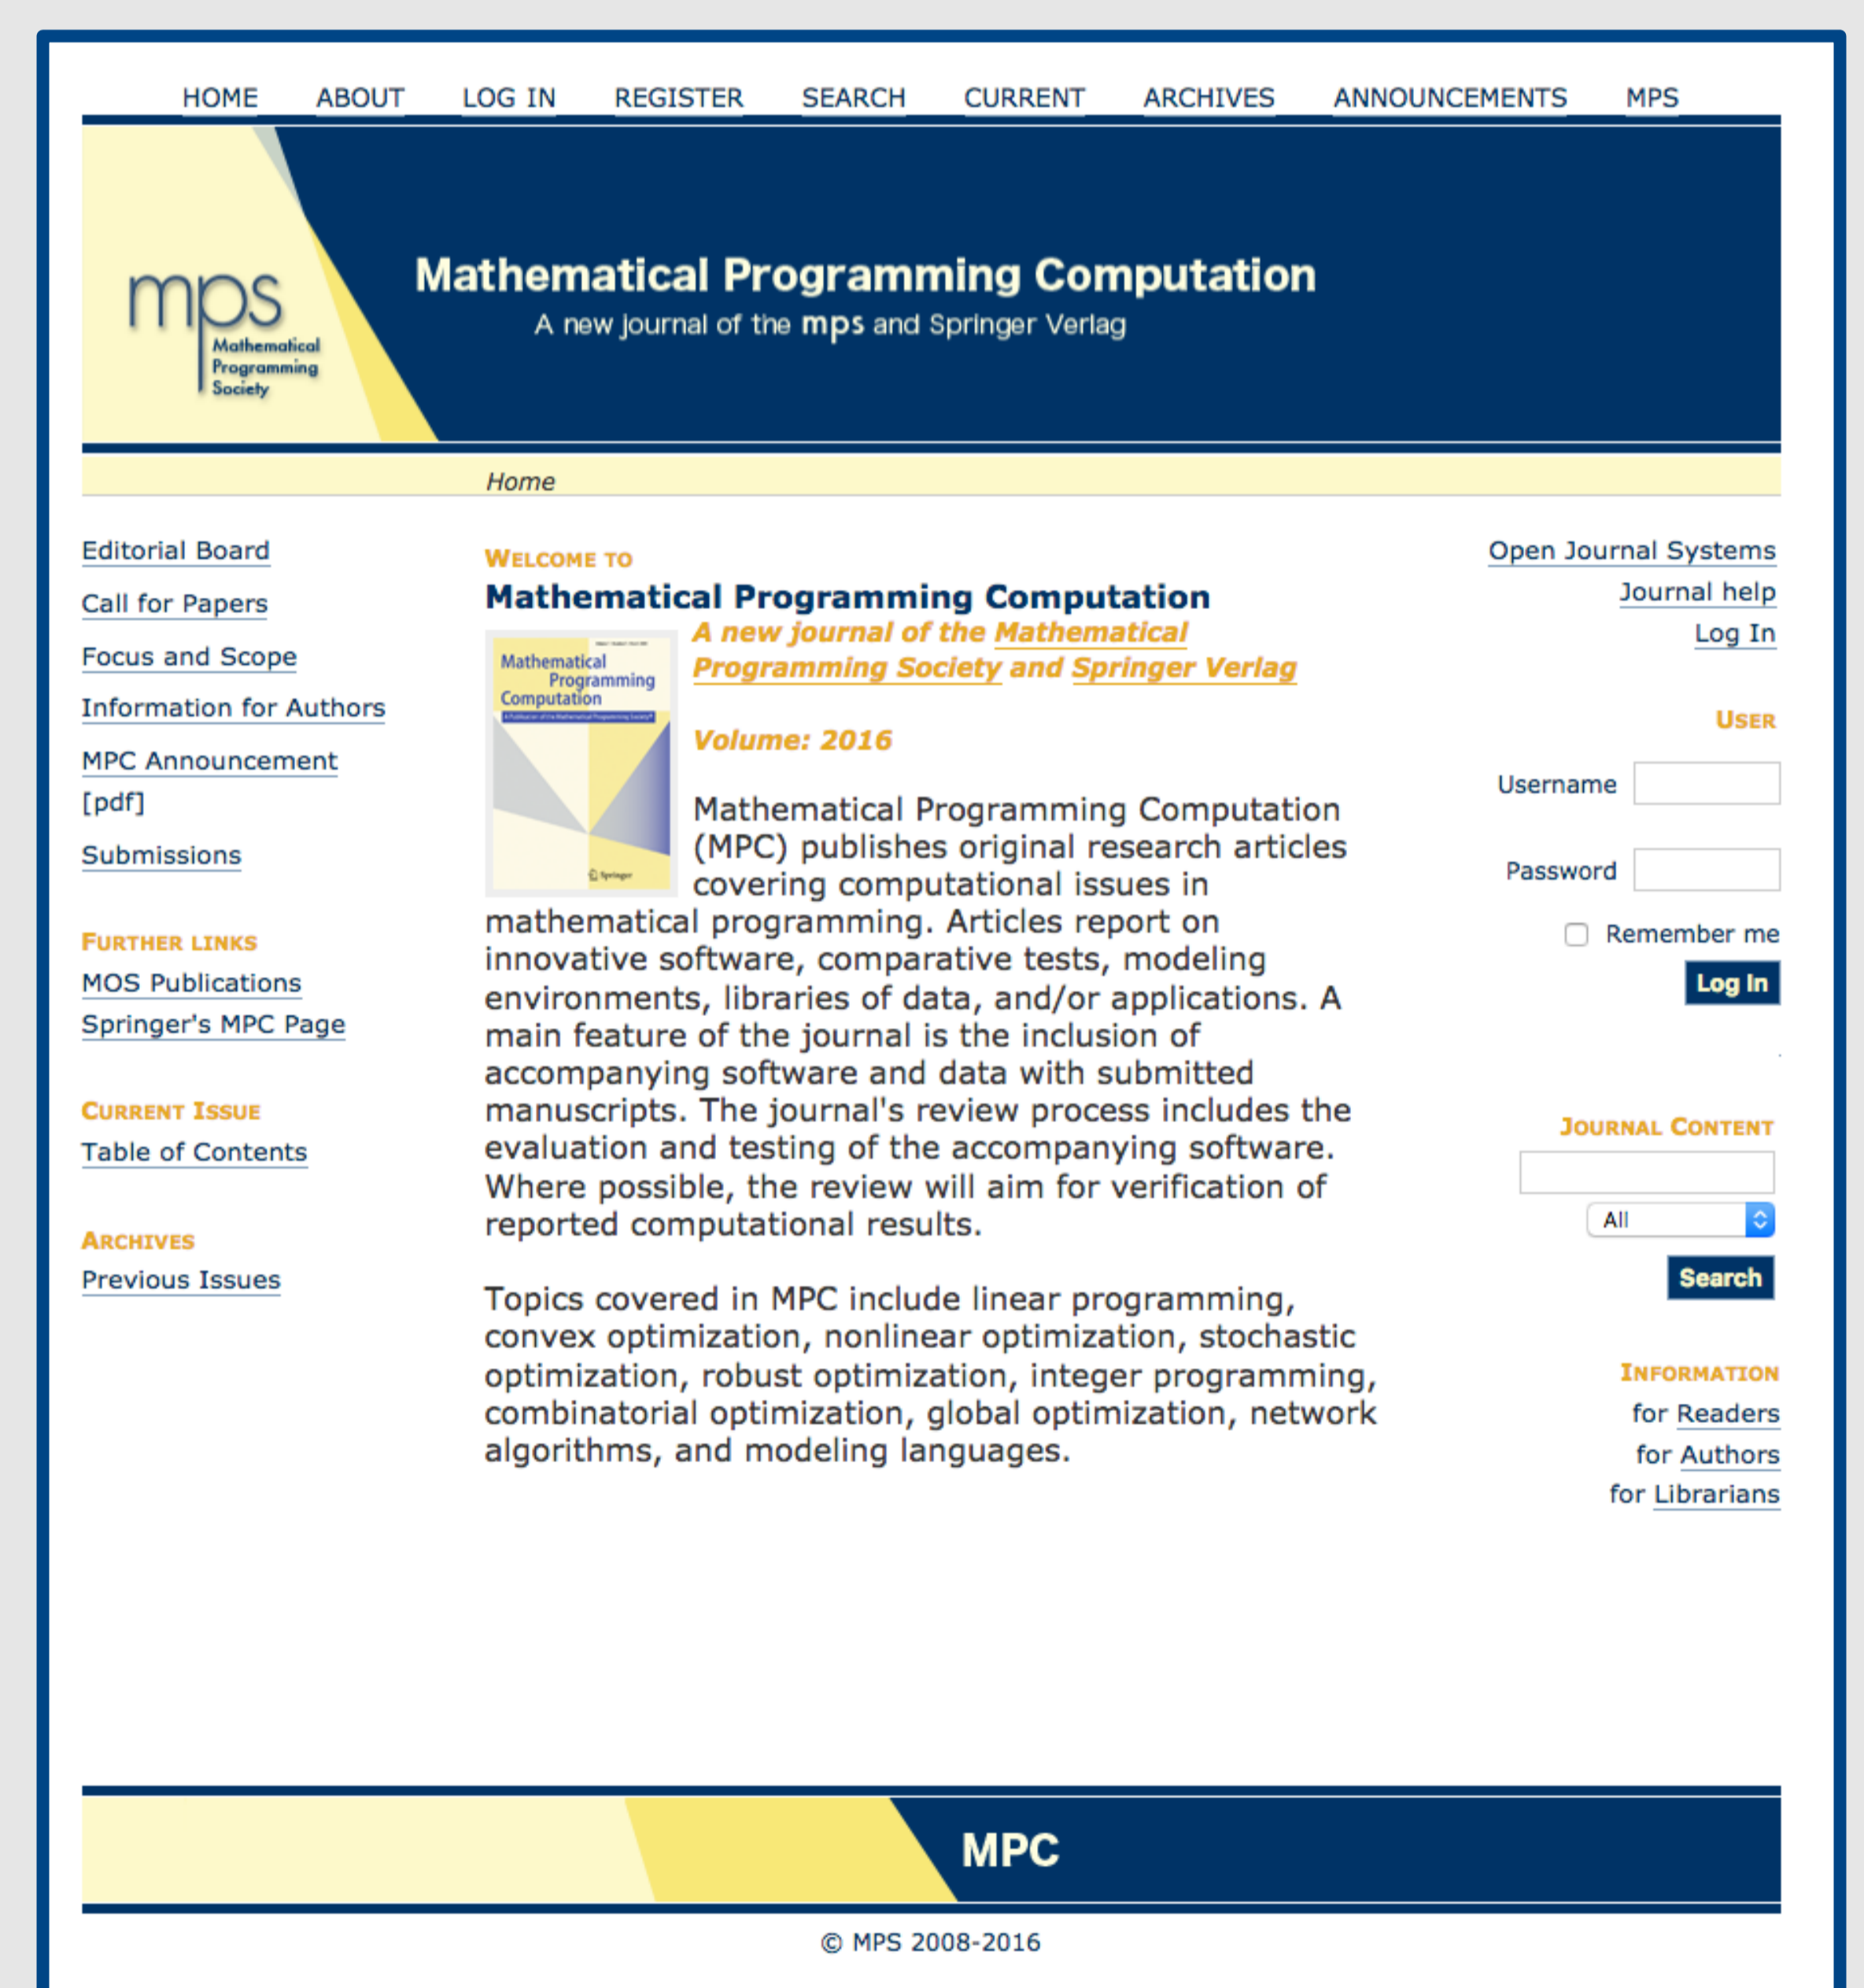 HOME ABOUT LOG IN REGISTER SEARCH CURRENT ARCHIVES ANNOUNCEMENTS MPS
mps
Mathematical
Programming
Society
Mathematical Programming Computation
A new journal of the mps and Springer Verlag
Home
Editorial Board
Call for Papers
Focus and Scope
Information for Authors
MPC Announcement
[pdf]
Submissions
FURTHER LINKS
MOS Publications
Springer's MPC Page
CURRENT ISSUE
Table of Contents
ARCHIVES
Previous Issues
WELCOME TO
Mathematical Programming Computation
Mathematical
Programming
Computation
A Publication of the Mathematical Programming Society
Springer
A new journal of the Mathematical
Programming Society and Springer Verlag
Volume: 2016
Mathematical Programming Computation
(MPC) publishes original research articles
covering computational issues in
mathematical programming. Articles report on
innovative software, comparative tests, modeling
environments, libraries of data, and/or applications. A
main feature of the journal is the inclusion of
accompanying software and data with submitted
manuscripts. The journal's review process includes the
evaluation and testing of the accompanying software.
Where possible, the review will aim for verification of
reported computational results.
Topics covered in MPC include linear programming,
convex optimization, nonlinear optimization, stochastic
optimization, robust optimization, integer programming,
combinatorial optimization, global optimization, network
algorithms, and modeling languages.
Open Journal Systems
Journal help
Log In
USER
Username
Password
Remember me
Log In
JOURNAL CONTENT
All
Search
INFORMATION
for Readers
for Authors
for Librarians
MPC
© MPS 2008-2016